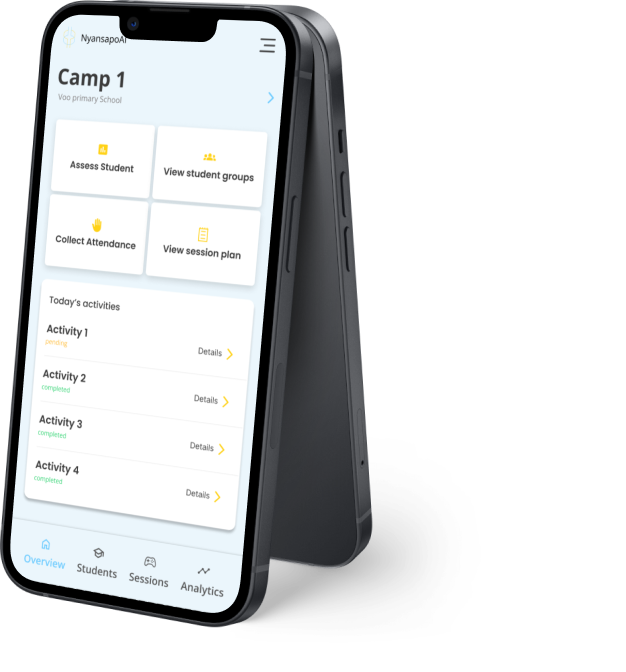 NyansapoAI
Camp 1
Voo primary School
Assess Student
View student groups
Collect Attendance
View session plan
Today's activities
Activity 1
pending
Details
Activity 2
completed
Details
Activity 3
completed
Details
Activity 4
completed
Details
Overview
Students
Sessions
Analytics